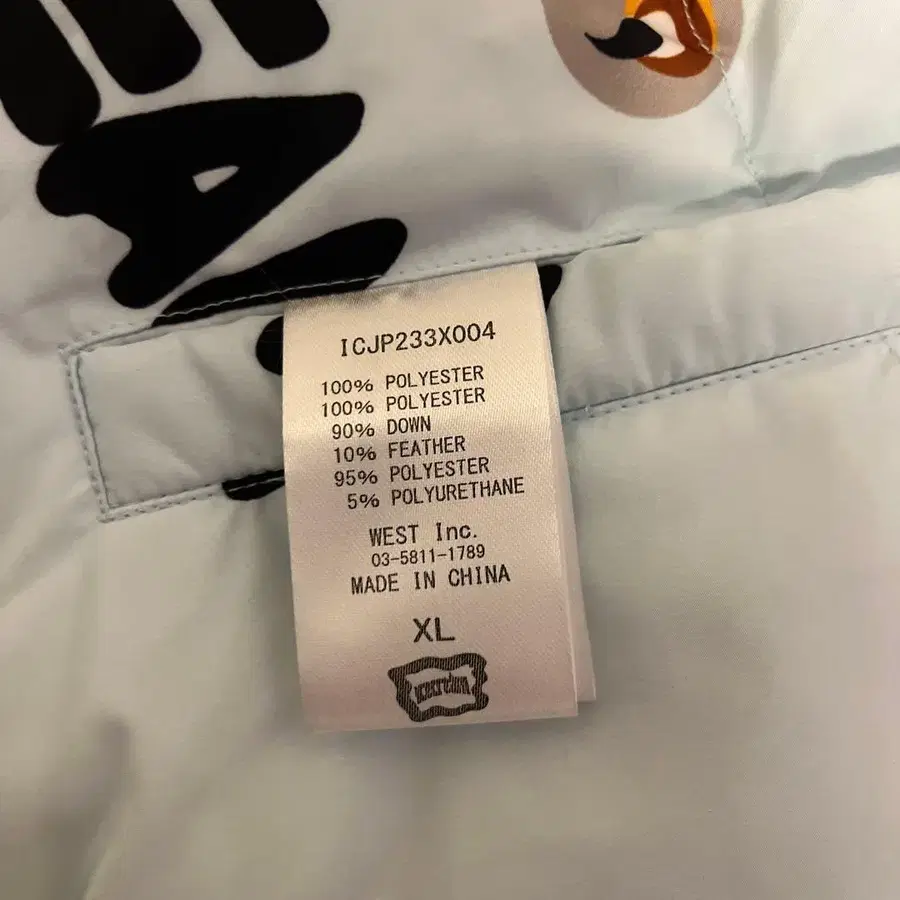 ICJP233X004
100% POLYESTER
100% POLYESTER
90% DOWN
10% FEATHER
95% POLYESTER
5% POLYURETHANE
WEST Inc.
03-5811-1789
MADE IN CHINA
XL